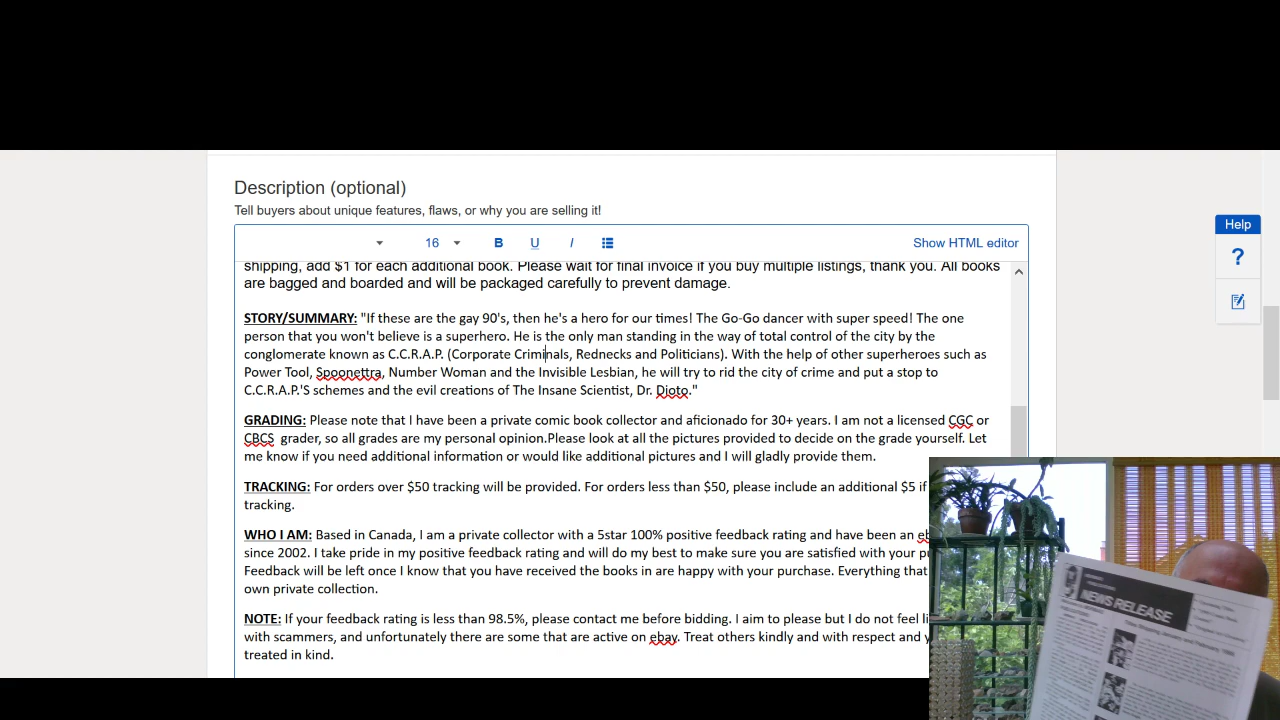 Description (optional)
Tell buyers about unique features, flaws, or why you are selling it!
16 B U I Show HTML editor
Help
?
shipping, add $1 for each additional book. Please wait for final invoice if you buy multiple listings, thank you. All books
are bagged and boarded and will be packaged carefully to prevent damage.
STORY/SUMMARY: "If these are the gay 90's, then he's a hero for our times! The Go-Go dancer with super speed! The one
person that you won't believe is a superhero. He is the only man standing in the way of total control of the city by the
conglomerate known as C.C.R.A.P. (Corporate Criminals, Rednecks and Politicians). With the help of other superheroes such as
Power Tool, Spoonettra, Number Woman and the Invisible Lesbian, he will try to rid the city of crime and put a stop to
C.C.R.A.P.'S schemes and the evil creations of The Insane Scientist, Dr. Dioto."
GRADING: Please note that I have been a private comic book collector and aficionado for 30+ years. I am not a licensed CGC or
CBCS grader, so all grades are my personal opinion.Please look at all the pictures provided to decide on the grade yourself. Let
me know if you need additional information or would like additional pictures and I will gladly provide them.
TRACKING: For orders over $50 tracking will be provided. For orders less than $50, please include an additional $5 if
tracking.
WHO I AM: Based in Canada, I am a private collector with a 5star 100% positive feedback rating and have been an
since 2002. I take pride in my positive feedback rating and will do my best to make sure you are satisfied with your
Feedback will be left once I know that you have received the books in are happy with your purchase. Everything that
own private collection.
NOTE: If your feedback rating is less than 98.5%, please contact me before bidding. I aim to please but I do not feel
with scammers, and unfortunately there are some that are active on ebay. Treat others kindly and with respect and
treated in kind.
NEWS RELEASE